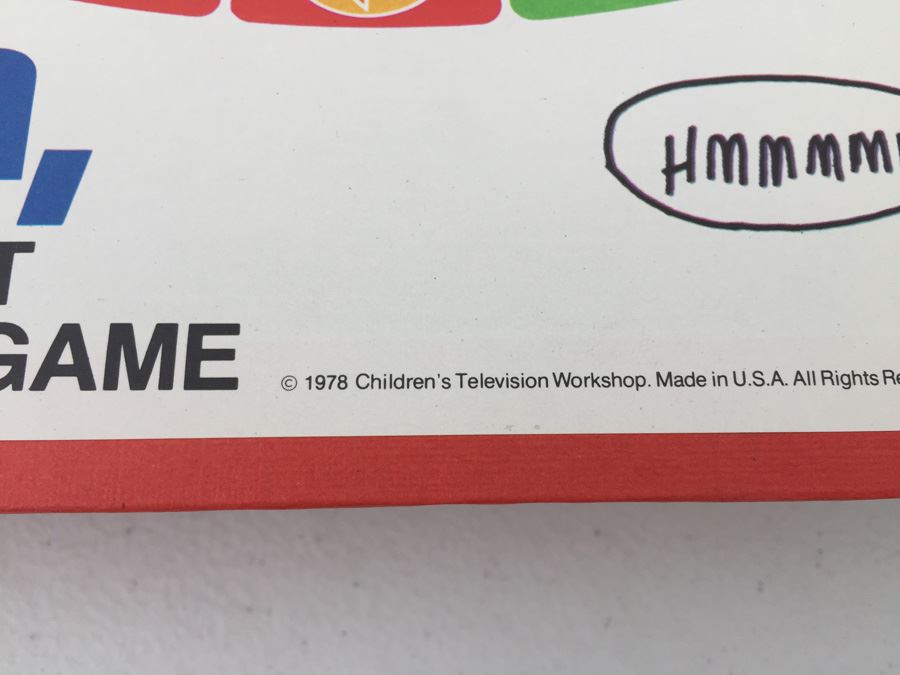 HMMMMM
T
GAME
© 1978 Children's Television Workshop. Made in U.S.A. All Rights Re